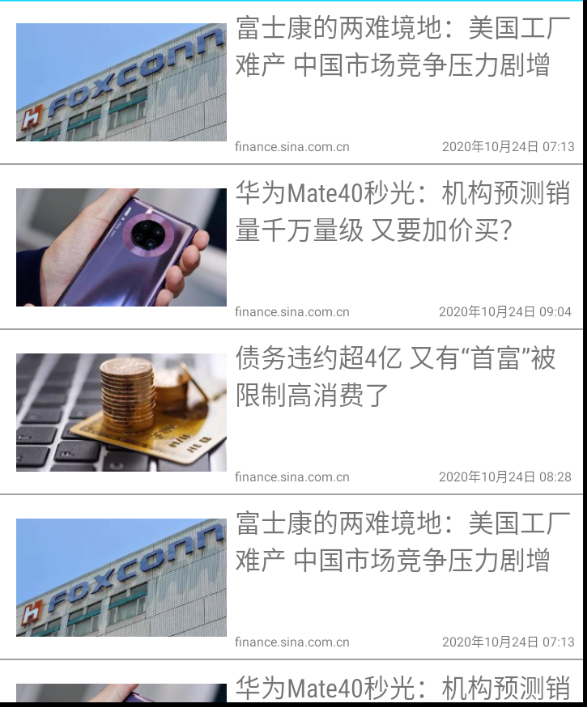 富士康的两难境地：美国工厂
难产 中国市场竞争压力剧增
FOXCONN
finance.sina.com.cn 2020年10月24日 07:13
华为Mate40秒光：机构预测销
量千万量级 又要加价买？
finance.sina.com.cn 2020年10月24日 09:04
债务违约超4亿 又有“首富”被
限制高消费了
finance.sina.com.cn 2020年10月24日 08:28
富士康的两难境地：美国工厂
难产 中国市场竞争压力剧增
FOXCONN
finance.sina.com.cn 2020年10月24日 07:13
华为Mate40秒光：机构预测销